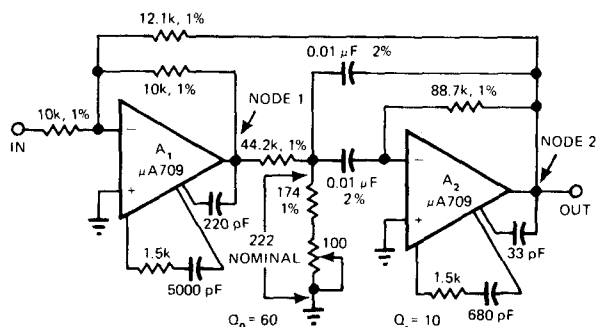 12.1k, 1%
0.01 µF 2%
10k, 1%
88.7k, 1%
NODE 1
10k, 1%
IN
44.2k, 1%
NODE 2
−
A₁
µA709
+
−
A₂
µA709
+
0.01 µF
2%
174
1%
OUT
220 pF
222
NOMINAL
100
33 pF
1.5k
5000 pF
1.5k
680 pF
Q₀ = 60
= 10